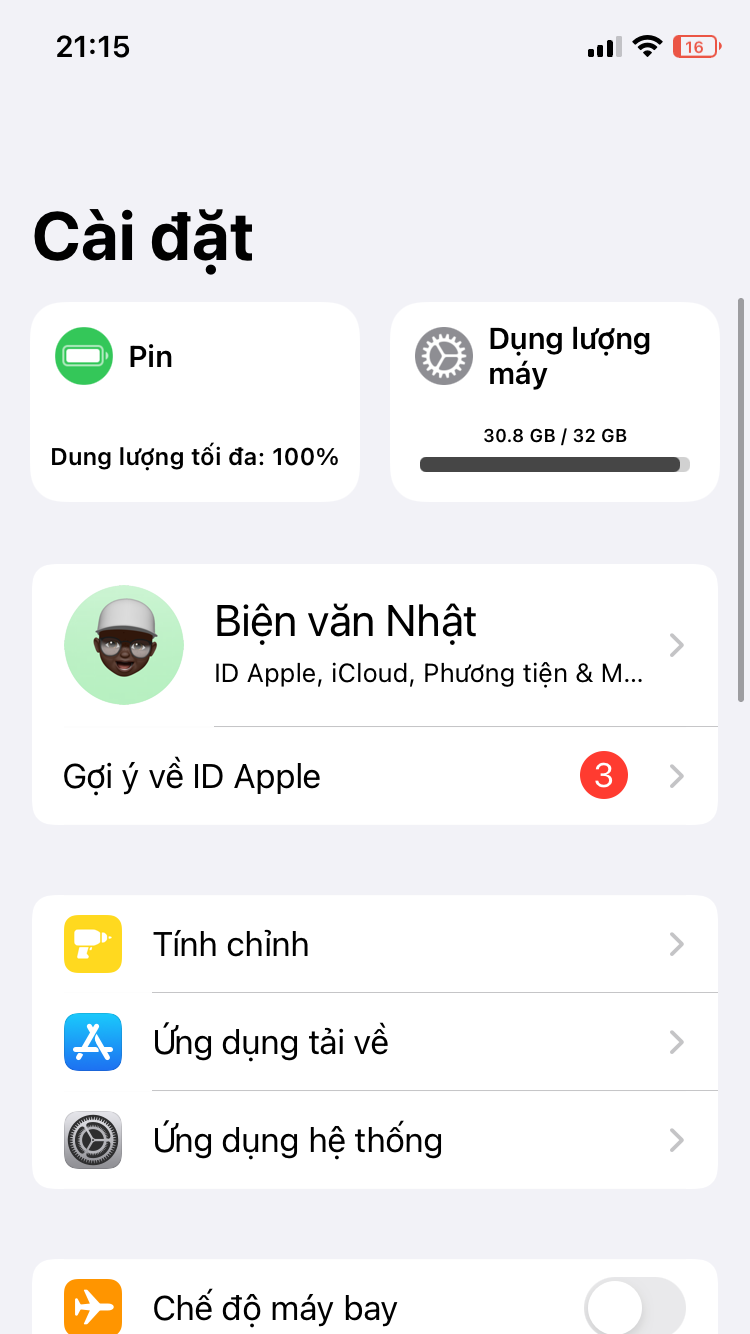 21:15
16
Cài đặt
Pin
Dung lượng tối đa: 100%
Dụng lượng
máy
30.8 GB / 32 GB
Biện văn Nhật
ID Apple, iCloud, Phương tiện & M...
Gợi ý về ID Apple
3
Tính chỉnh
Ứng dụng tải về
Ứng dụng hệ thống
Chế độ máy bay